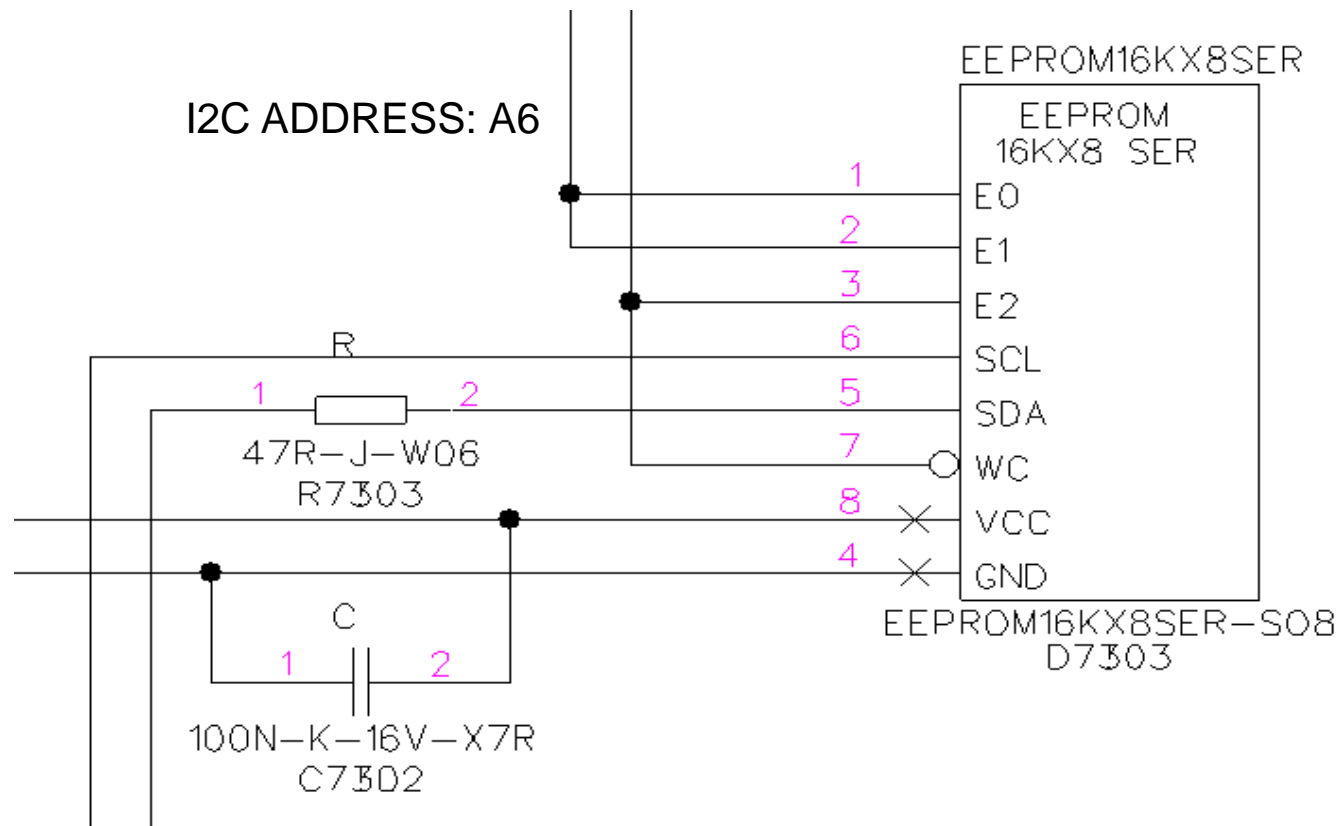 EEPROM16KX8SER
I2C ADDRESS: A6
EEPROM
16KX8 SER
1
E0
2
E1
3
E2
R
6
SCL
1
2
5
SDA
47R-J-W06
R7303
7
WC
8
VCC
4
GND
C
EEPROM16KX8SER-SO8
D7303
1
2
100N-K-16V-X7R
C7302